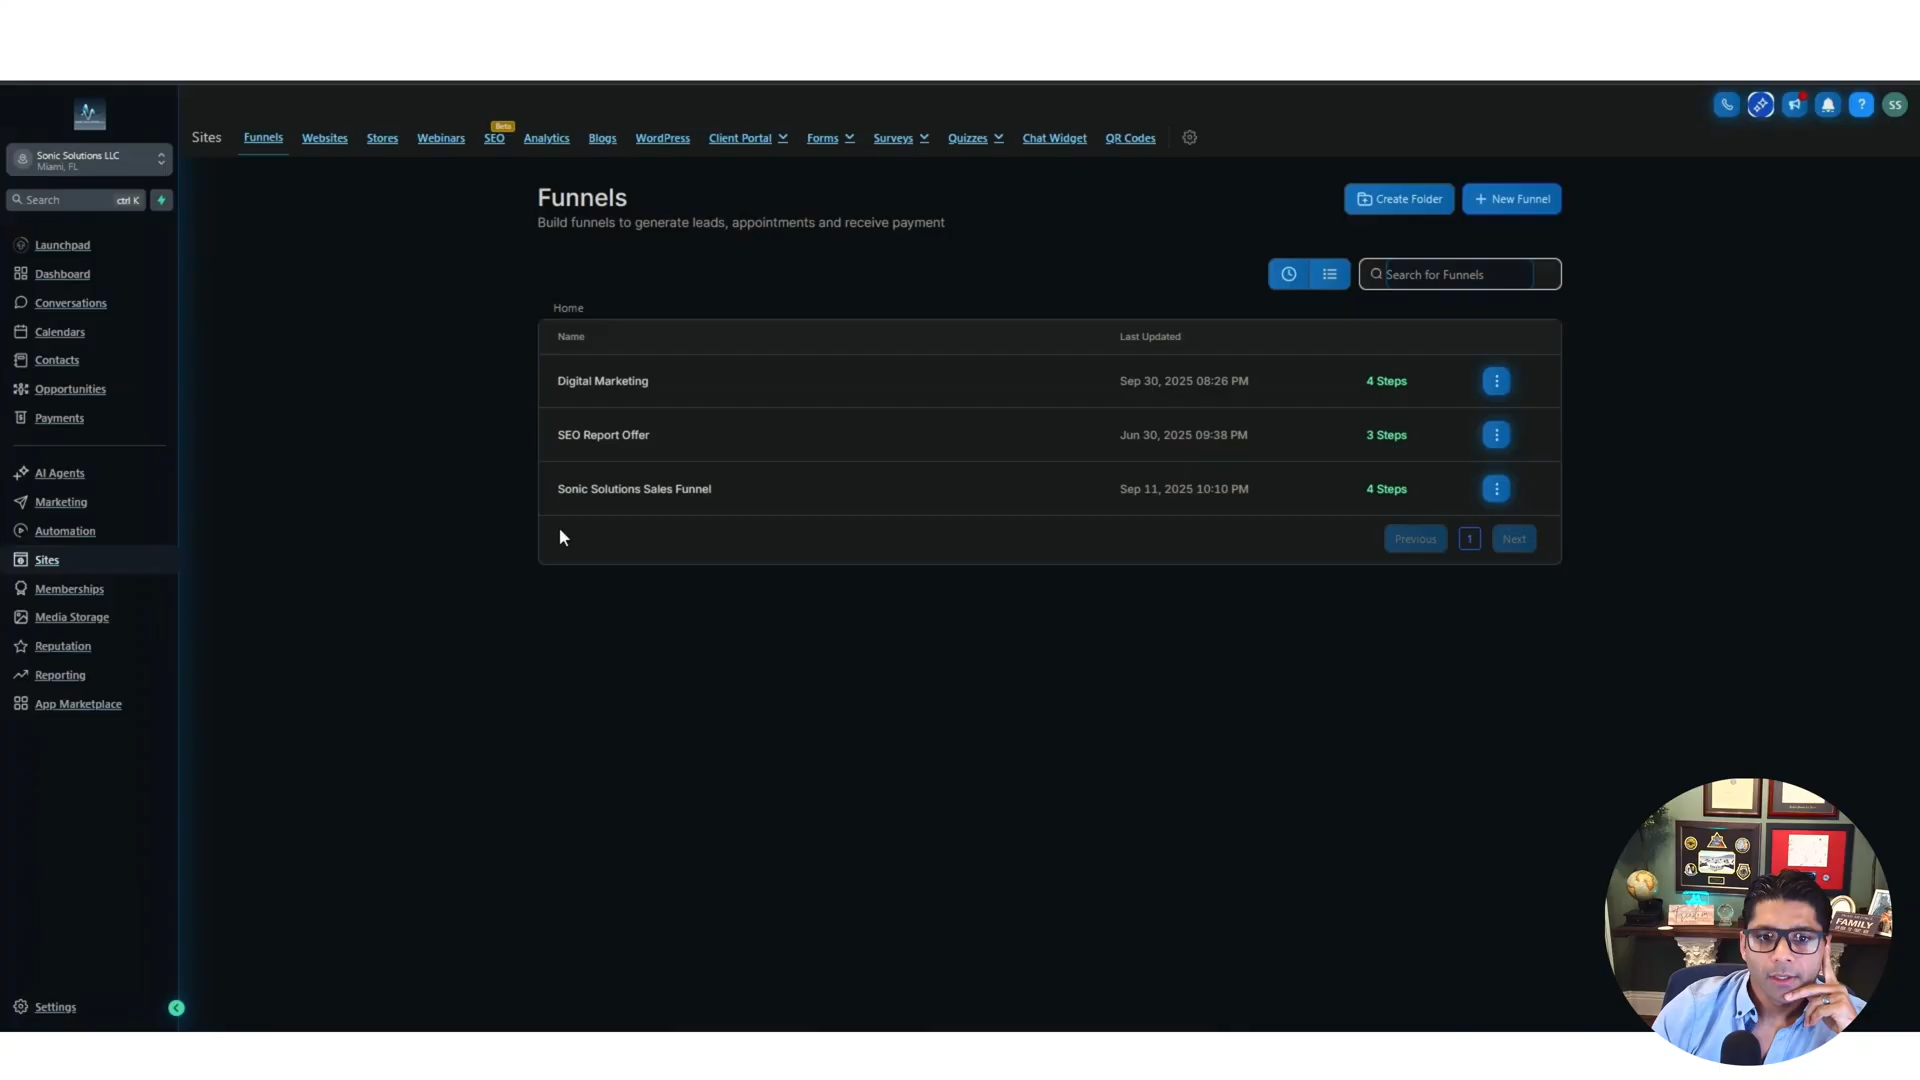 Sonic Solutions LLC
Miami, FL
Search
ctrl K
Launchpad
Dashboard
Conversations
Calendars
Contacts
Opportunities
Payments
AI Agents
Marketing
Automation
Sites
Memberships
Media Storage
Reputation
Reporting
App Marketplace
Settings
Sites
Funnels
Websites
Stores
Webinars
SEO
Beta
Analytics
Blogs
WordPress
Client Portal
Forms
Surveys
Quizzes
Chat Widget
QR Codes
?
SS
Funnels
Build funnels to generate leads, appointments and receive payment
Create Folder
+ New Funnel
Search for Funnels
Home
Name Last Updated
Digital Marketing Sep 30, 2025 08:26 PM 4 Steps
SEO Report Offer Jun 30, 2025 09:38 PM 3 Steps
Sonic Solutions Sales Funnel Sep 11, 2025 10:10 PM 4 Steps
Previous 1 Next
FAMILY